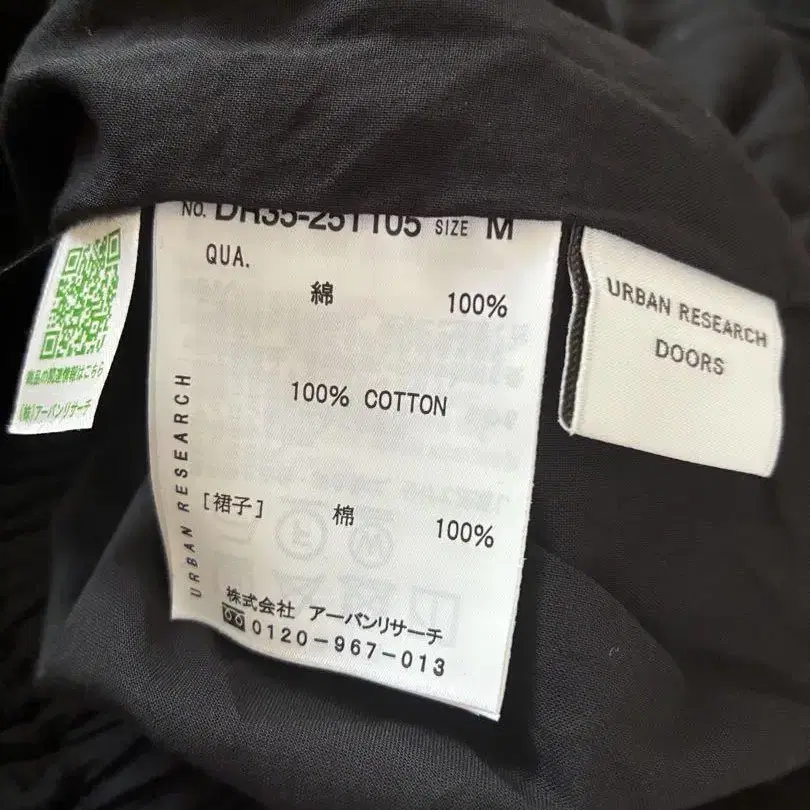 NO. DR35-251105 SIZE M
QUA.
綿 100%
100% COTTON
[裙子] 棉 100%
株式会社 アーバンリサーチ
0120-967-013
URBAN RESEARCH
商品の関連情報はこちら
(株)アーバンリサーチ
URBAN RESEARCH
DOORS